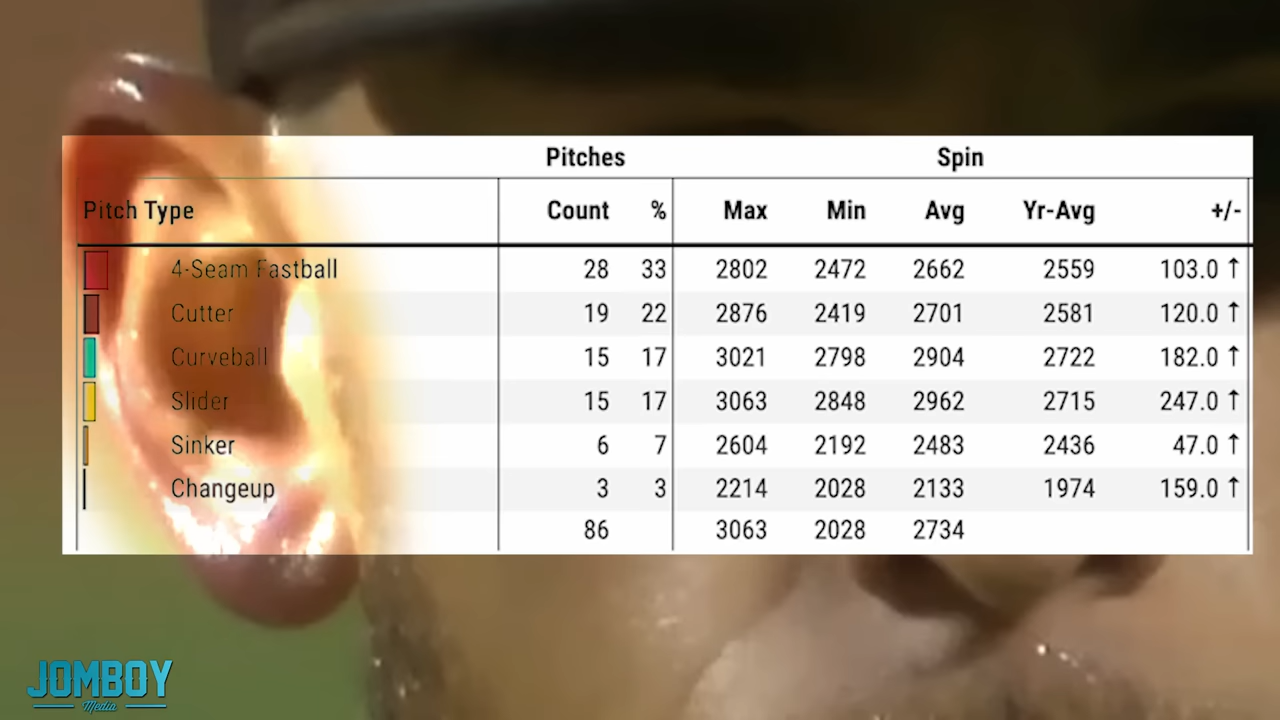 Pitches Spin
Pitch Type Count % Max Min Avg Yr-Avg +/-
4-Seam Fastball 28 33 2802 2472 2662 2559 103.0 ↑
Cutter 19 22 2876 2419 2701 2581 120.0 ↑
Curveball 15 17 3021 2798 2904 2722 182.0 ↑
Slider 15 17 3063 2848 2962 2715 247.0 ↑
Sinker 6 7 2604 2192 2483 2436 47.0 ↑
Changeup 3 3 2214 2028 2133 1974 159.0 ↑
86 3063 2028 2734
JOMBOY
Media